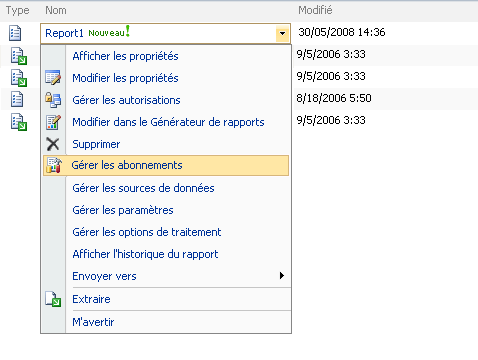 Type Nom Modifié
Report1 Nouveau! 30/05/2008 14:36
Afficher les propriétés 9/5/2006 3:33
Modifier les propriétés 9/5/2006 3:33
Gérer les autorisations 8/18/2006 5:50
Modifier dans le Générateur de rapports 9/5/2006 3:33
Supprimer
Gérer les abonnements
Gérer les sources de données
Gérer les paramètres
Gérer les options de traitement
Afficher l'historique du rapport
Envoyer vers
Extraire
M'avertir